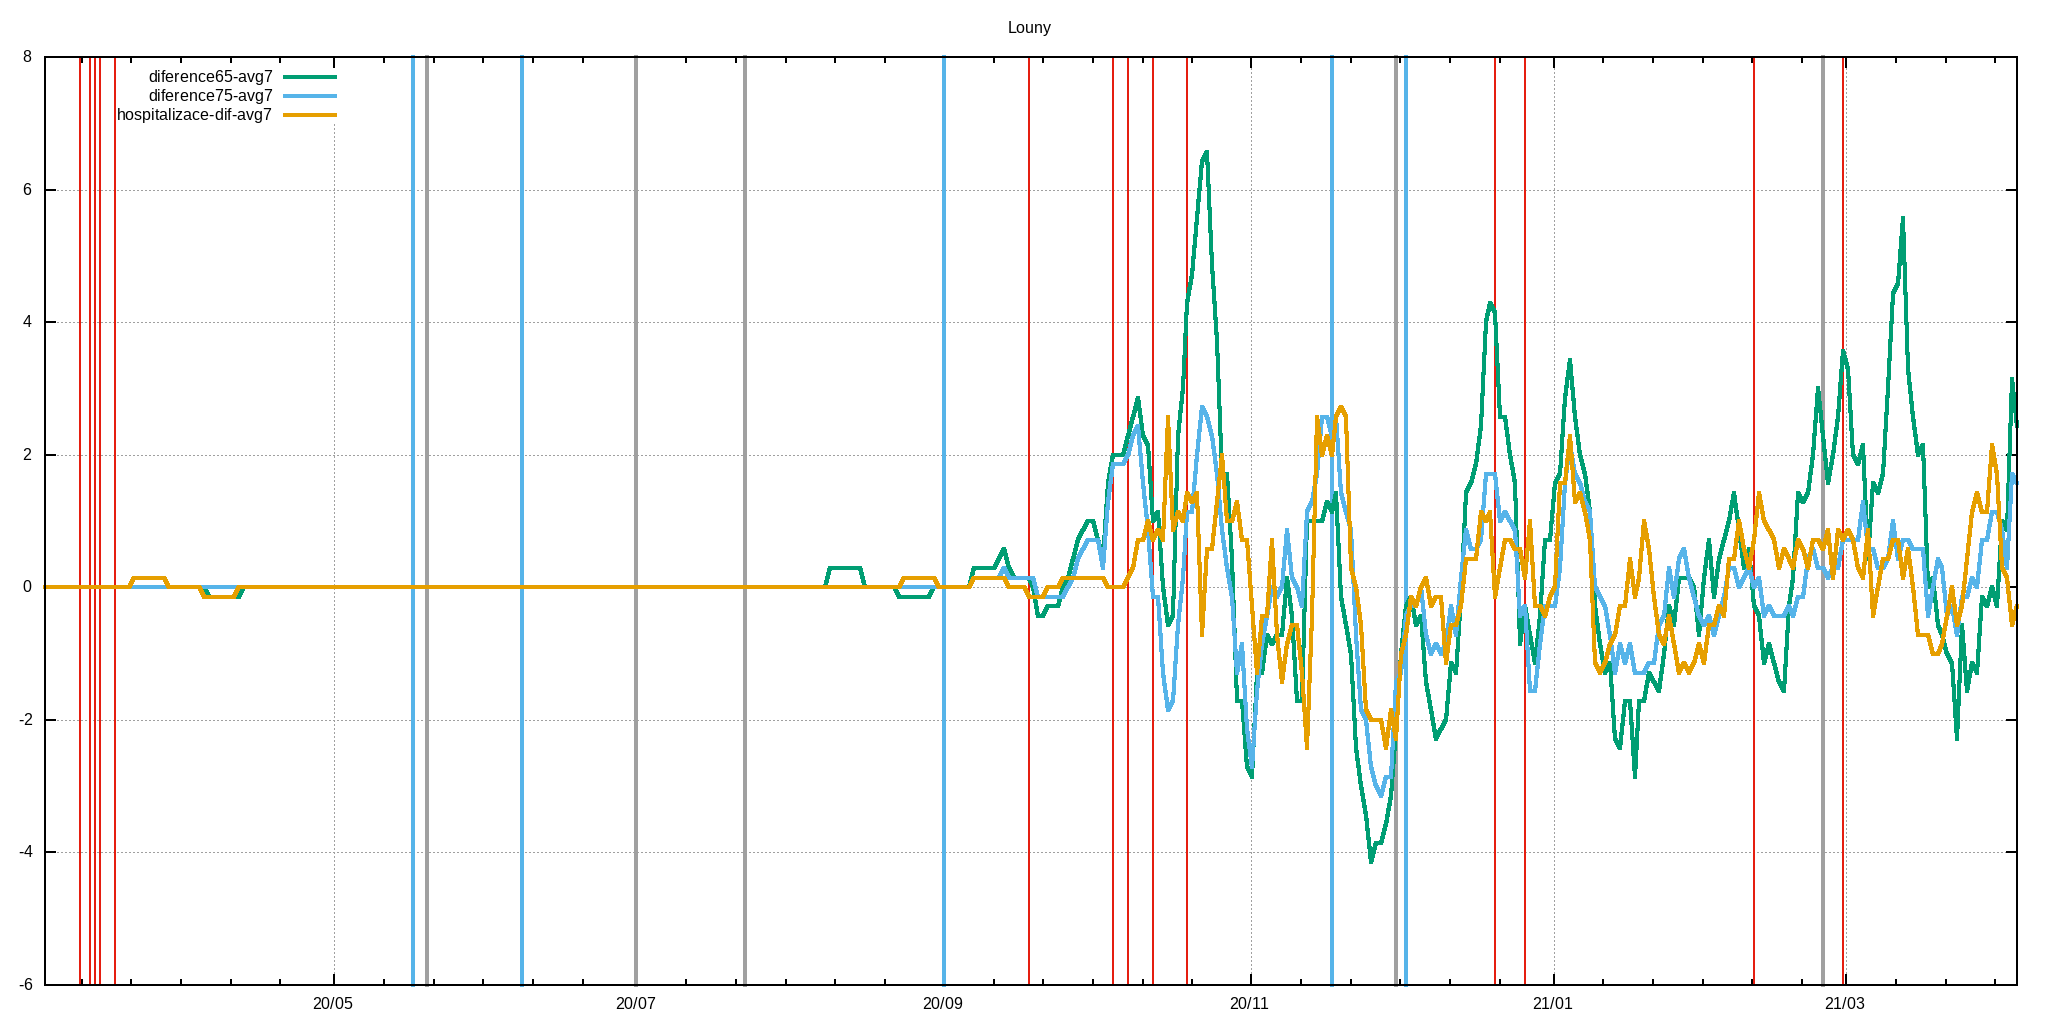 Louny
8
diference65-avg7
diference75-avg7
hospitalizace-dif-avg7
6
4
2
0
-2
-4
-6
20/05 20/07 20/09 20/11 21/01 21/03